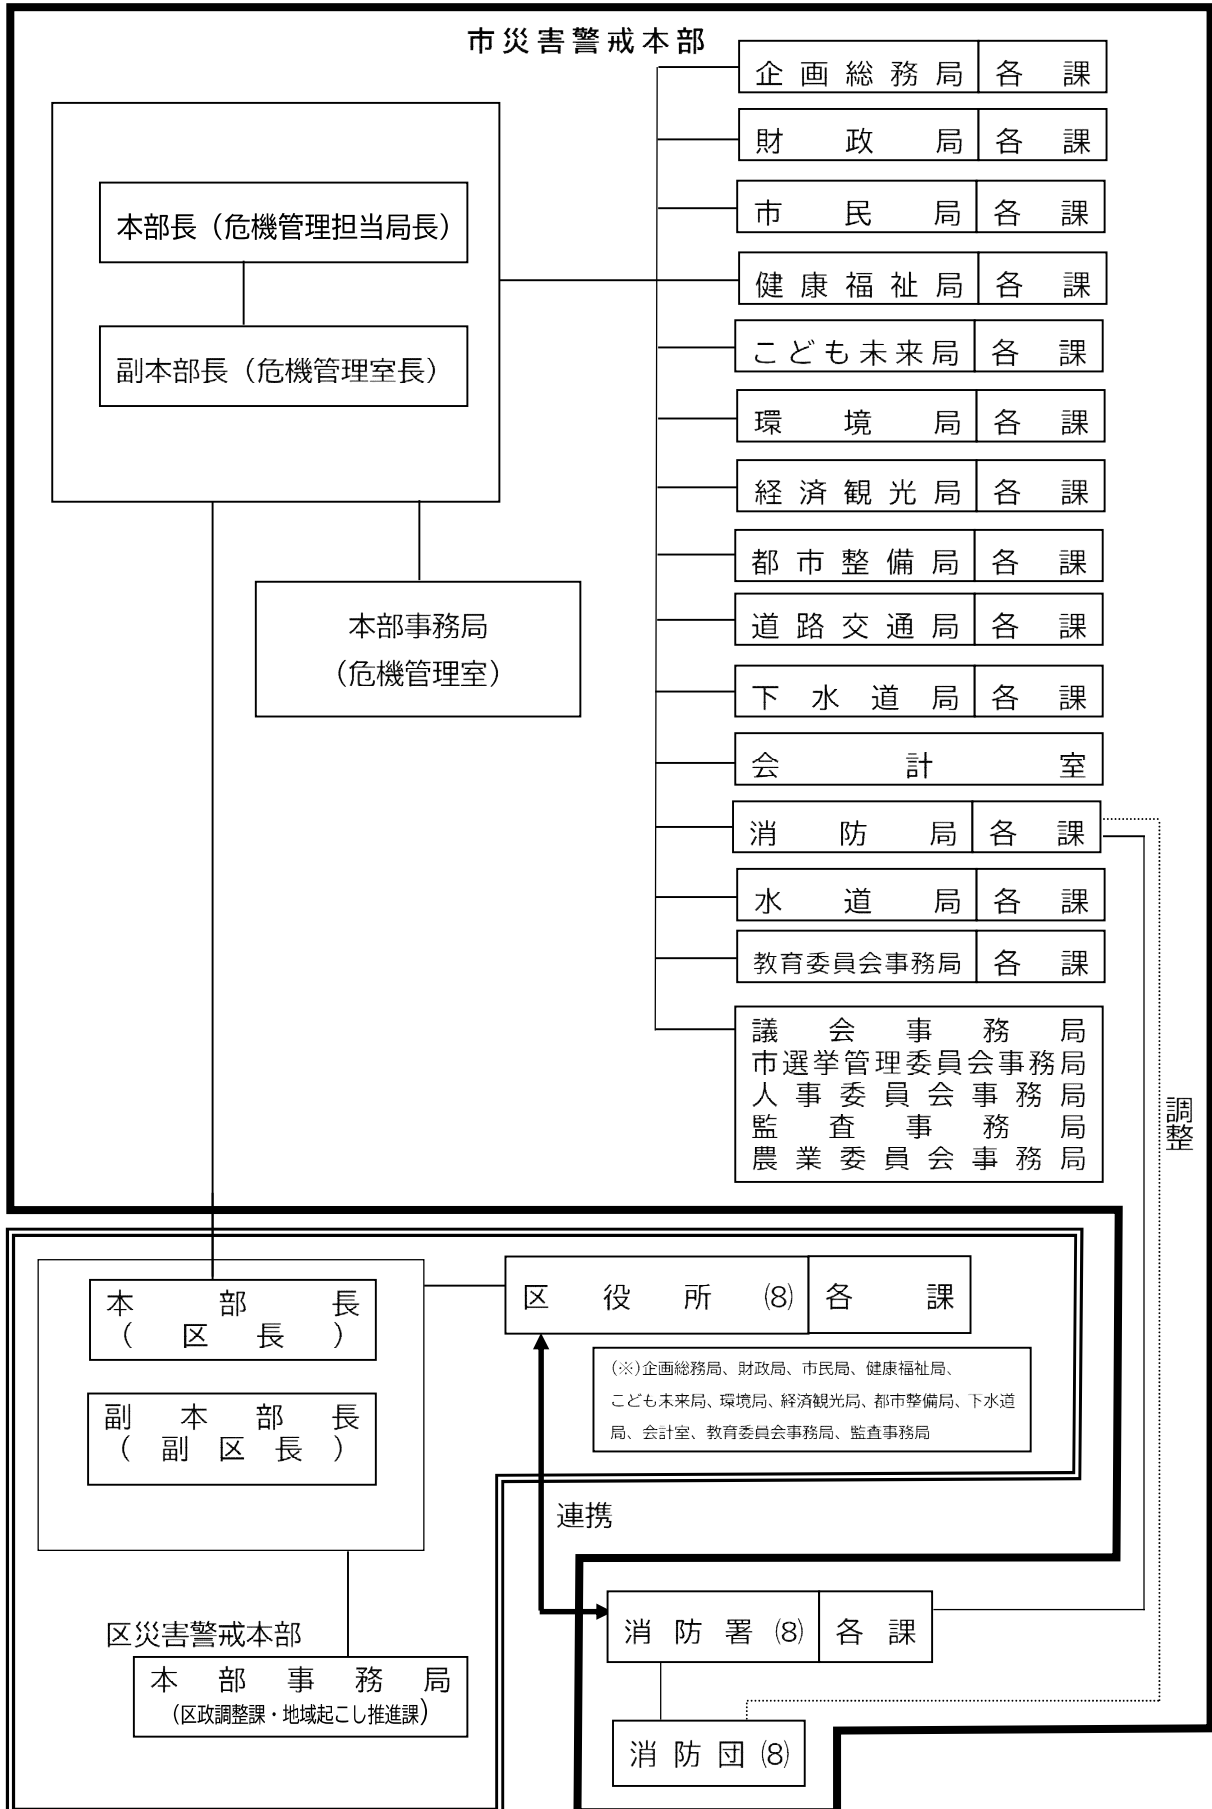 市災害警戒本部
本部長（危機管理担当局長）
副本部長（危機管理室長）
本部事務局
（危機管理室）
企画総務局 各課
財政局 各課
市民局 各課
健康福祉局 各課
こども未来局 各課
環境局 各課
経済観光局 各課
都市整備局 各課
道路交通局 各課
下水道局 各課
会計室
消防局 各課
水道局 各課
教育委員会事務局 各課
議会事務局
市選挙管理委員会事務局
人事委員会事務局
監査事務局
農業委員会事務局
調整
本部長
（区長）
副本部長
（副区長）
区役所(8) 各課
(※)企画総務局、財政局、市民局、健康福祉局、
こども未来局、環境局、経済観光局、都市整備局、下水道
局、会計室、教育委員会事務局、監査事務局
連携
区災害警戒本部
本部事務局
（区政調整課・地域起こし推進課）
消防署(8) 各課
消防団(8)